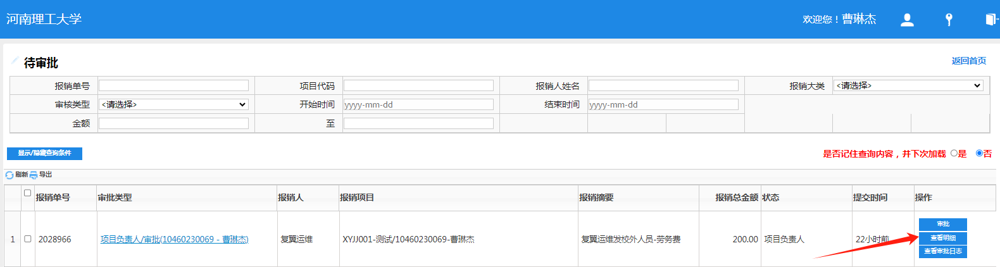 河南理工大学
欢迎您！曹琳杰
待审批
返回首页
报销单号 项目代码 报销人姓名 报销大类 <请选择>
审核类型 <请选择> 开始时间 yyyy-mm-dd 结束时间 yyyy-mm-dd
金额 至
显示/隐藏查询条件
是否记住查询内容，并下次加载 是 否
刷新 导出
报销单号 审批类型 报销人 报销项目 报销摘要 报销总金额 状态 提交时间 操作
1 2028966 项目负责人/审批(10460230069 - 曹琳杰) 复翼运维 XYJJ001-测试/10460230069-曹琳杰 复翼运维发校外人员-劳务费 200.00 项目负责人 22小时前
审批
查看明细
查看审批日志